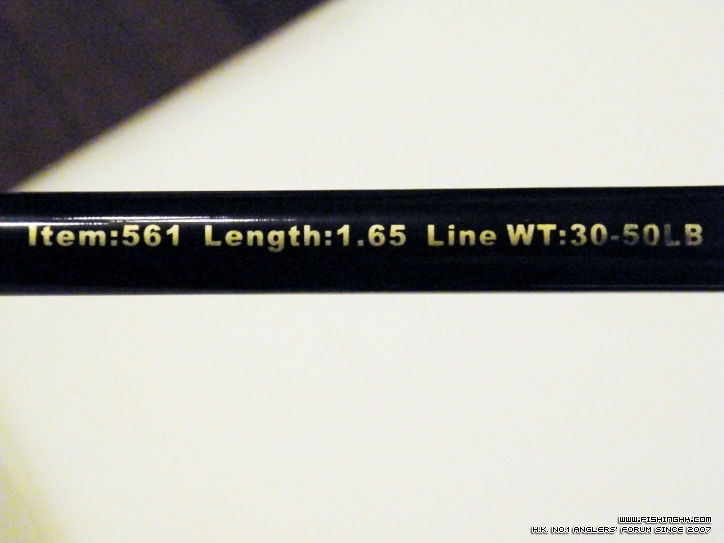 Item:561 Length:1.65 Line WT:30-50LB
www.fishinghk.com
H.K. NO.1 ANGLERS' FORUM SINCE 2007